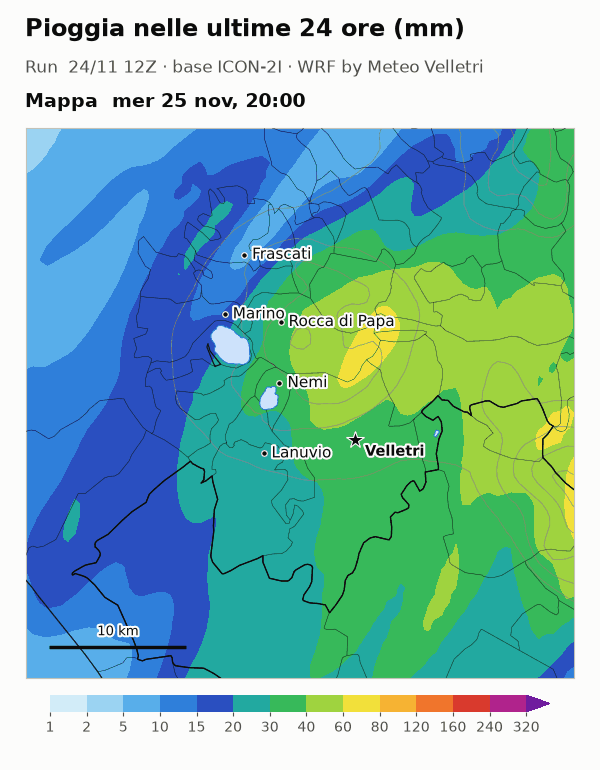 Pioggia nelle ultime 24 ore (mm)
Run  24/11 12Z · base ICON-2I · WRF by Meteo Velletri
Mappa  mer 25 nov, 20:00
Frascati
Marino
Rocca di Papa
Nemi
Lanuvio
Velletri
10 km
1 2 5 10 15 20 30 40 60 80 120 160 240 320